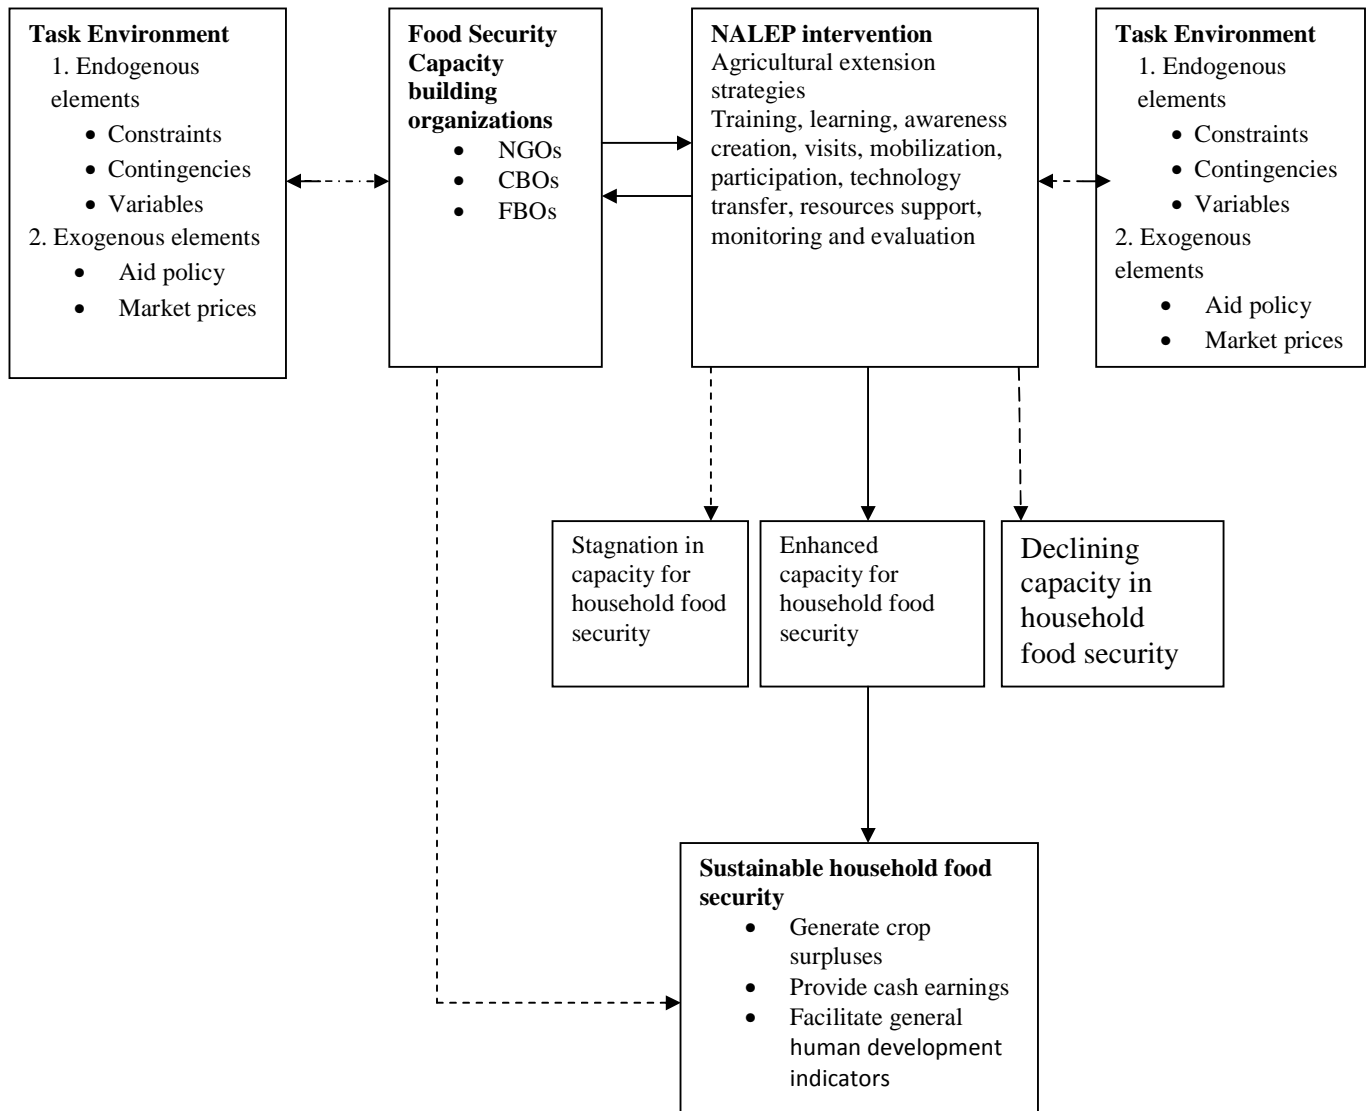 Task Environment
1. Endogenous
elements
• Constraints
• Contingencies
• Variables
2. Exogenous elements
• Aid policy
• Market prices
Food Security
Capacity
building
organizations
• NGOs
• CBOs
• FBOs
NALEP intervention
Agricultural extension
strategies
Training, learning, awareness
creation, visits, mobilization,
participation, technology
transfer, resources support,
monitoring and evaluation
Task Environment
1. Endogenous
elements
• Constraints
• Contingencies
• Variables
2. Exogenous
elements
• Aid policy
• Market prices
Stagnation in
capacity for
household food
security
Enhanced
capacity for
household food
security
Declining
capacity in
household
food security
Sustainable household food
security
• Generate crop
surpluses
• Provide cash earnings
• Facilitate general
human development
indicators